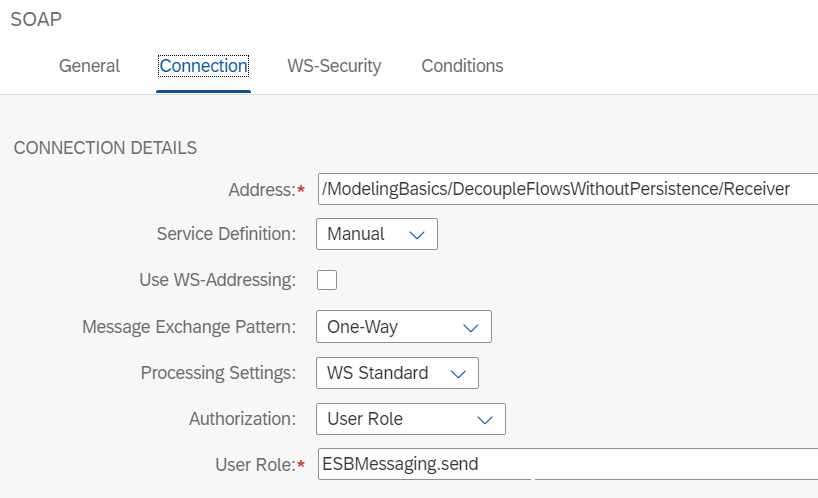 SOAP
General Connection WS-Security Conditions
CONNECTION DETAILS
Address:* /ModelingBasics/DecoupleFlowsWithoutPersistence/Receiver
Service Definition: Manual
Use WS-Addressing:
Message Exchange Pattern: One-Way
Processing Settings: WS Standard
Authorization: User Role
User Role:* ESBMessaging.send